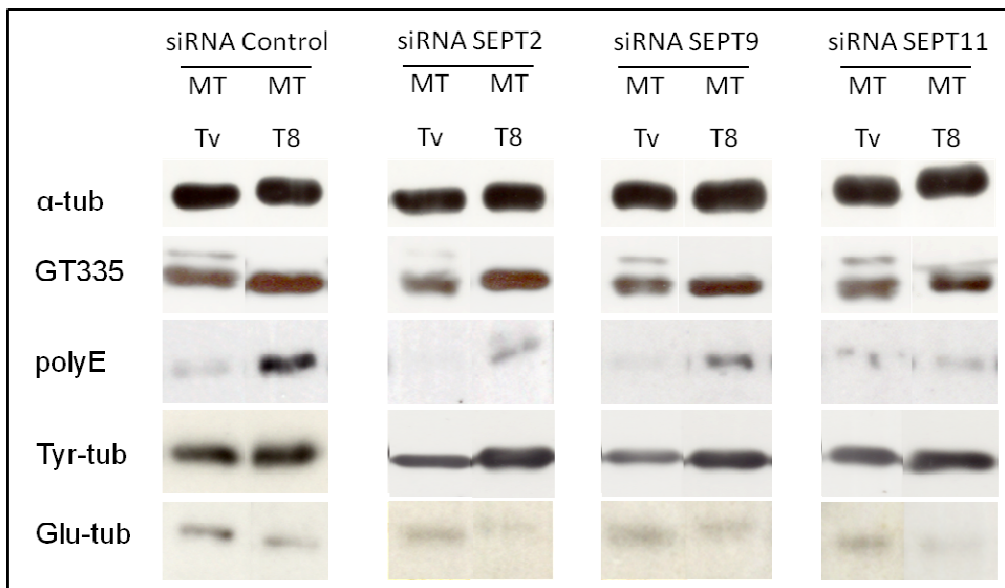 siRNA Control siRNA SEPT2 siRNA SEPT9 siRNA SEPT11
MT MT MT MT MT MT MT MT
Tv T8 Tv T8 Tv T8 Tv T8
α-tub
GT335
polyE
Tyr-tub
Glu-tub